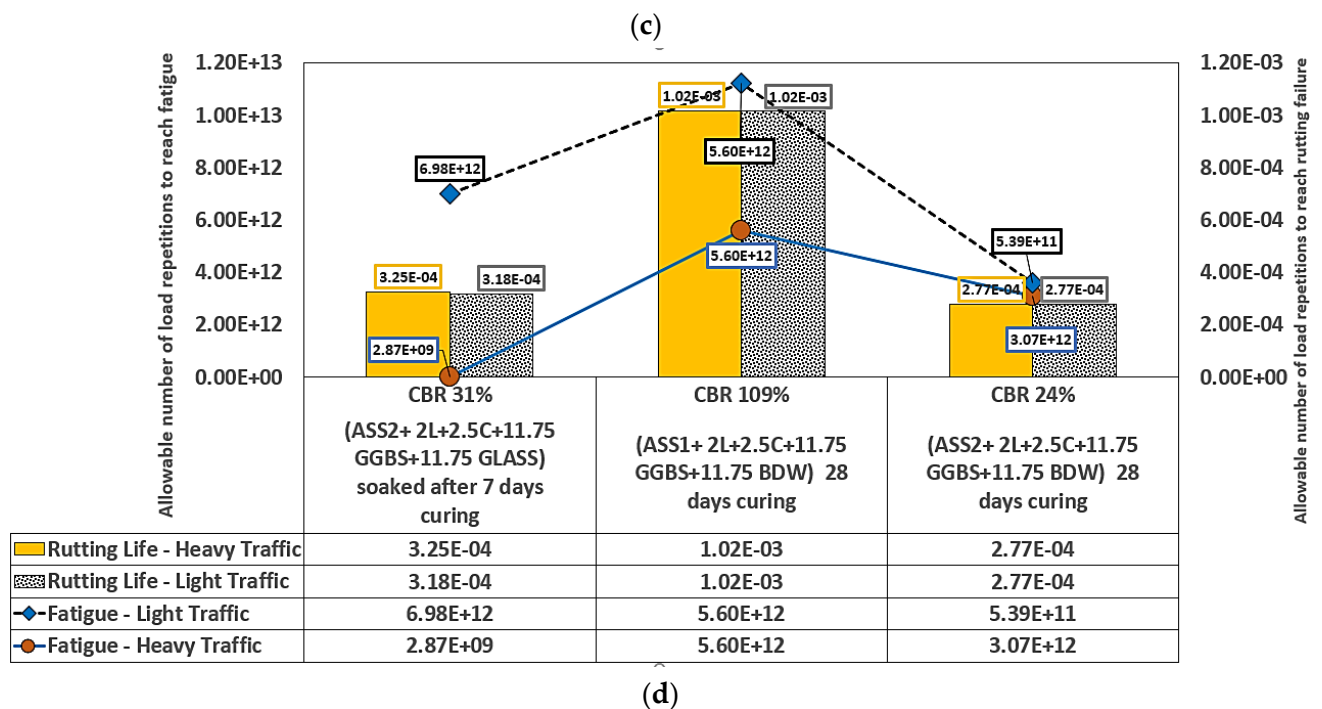 (c)
Allowable number of load repetitions to reach fatigue
1.20E+13
1.00E+13
8.00E+12
6.00E+12
4.00E+12
2.00E+12
0.00E+00
6.98E+12
3.25E-04
3.18E-04
2.87E+09
1.02E-03
1.02E-03
5.60E+12
5.60E+12
5.39E+11
2.77E-04
2.77E-04
3.07E+12
1.20E-03
1.00E-03
8.00E-04
6.00E-04
4.00E-04
2.00E-04
0.00E+00
Allowable number of load repetitions to reach rutting failure
CBR 31%
(ASS2+ 2L+2.5C+11.75
GGBS+11.75 GLASS)
soaked after 7 days
curing
CBR 109%
(ASS1+ 2L+2.5C+11.75
GGBS+11.75 BDW) 28
days curing
CBR 24%
(ASS2+ 2L+2.5C+11.75
GGBS+11.75 BDW) 28
days curing
Rutting Life - Heavy Traffic 3.25E-04 1.02E-03 2.77E-04
Rutting Life - Light Traffic 3.18E-04 1.02E-03 2.77E-04
Fatigue - Light Traffic 6.98E+12 5.60E+12 5.39E+11
Fatigue - Heavy Traffic 2.87E+09 5.60E+12 3.07E+12
(d)